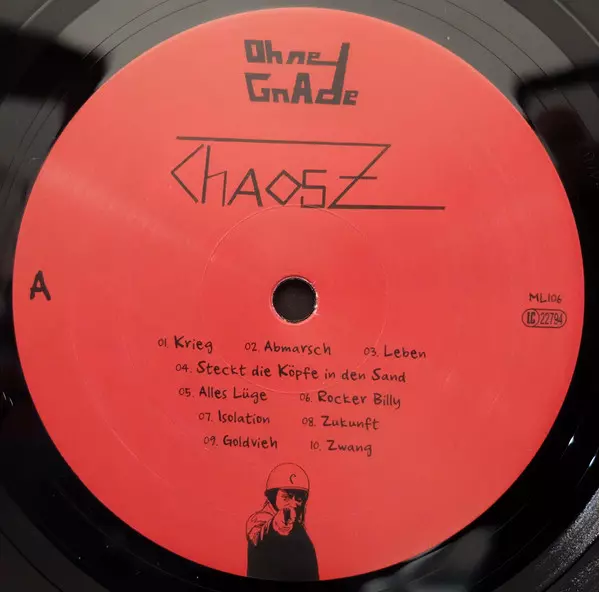 Ohne
GnAde
ChAOS Z
A
ML106
LC 22794
01. Krieg 02. Abmarsch 03. Leben
04. Steckt die Köpfe in den Sand
05. Alles Lüge 06. Rocker Billy
07. Isolation 08. Zukunft
09. Goldvieh 10. Zwang
C